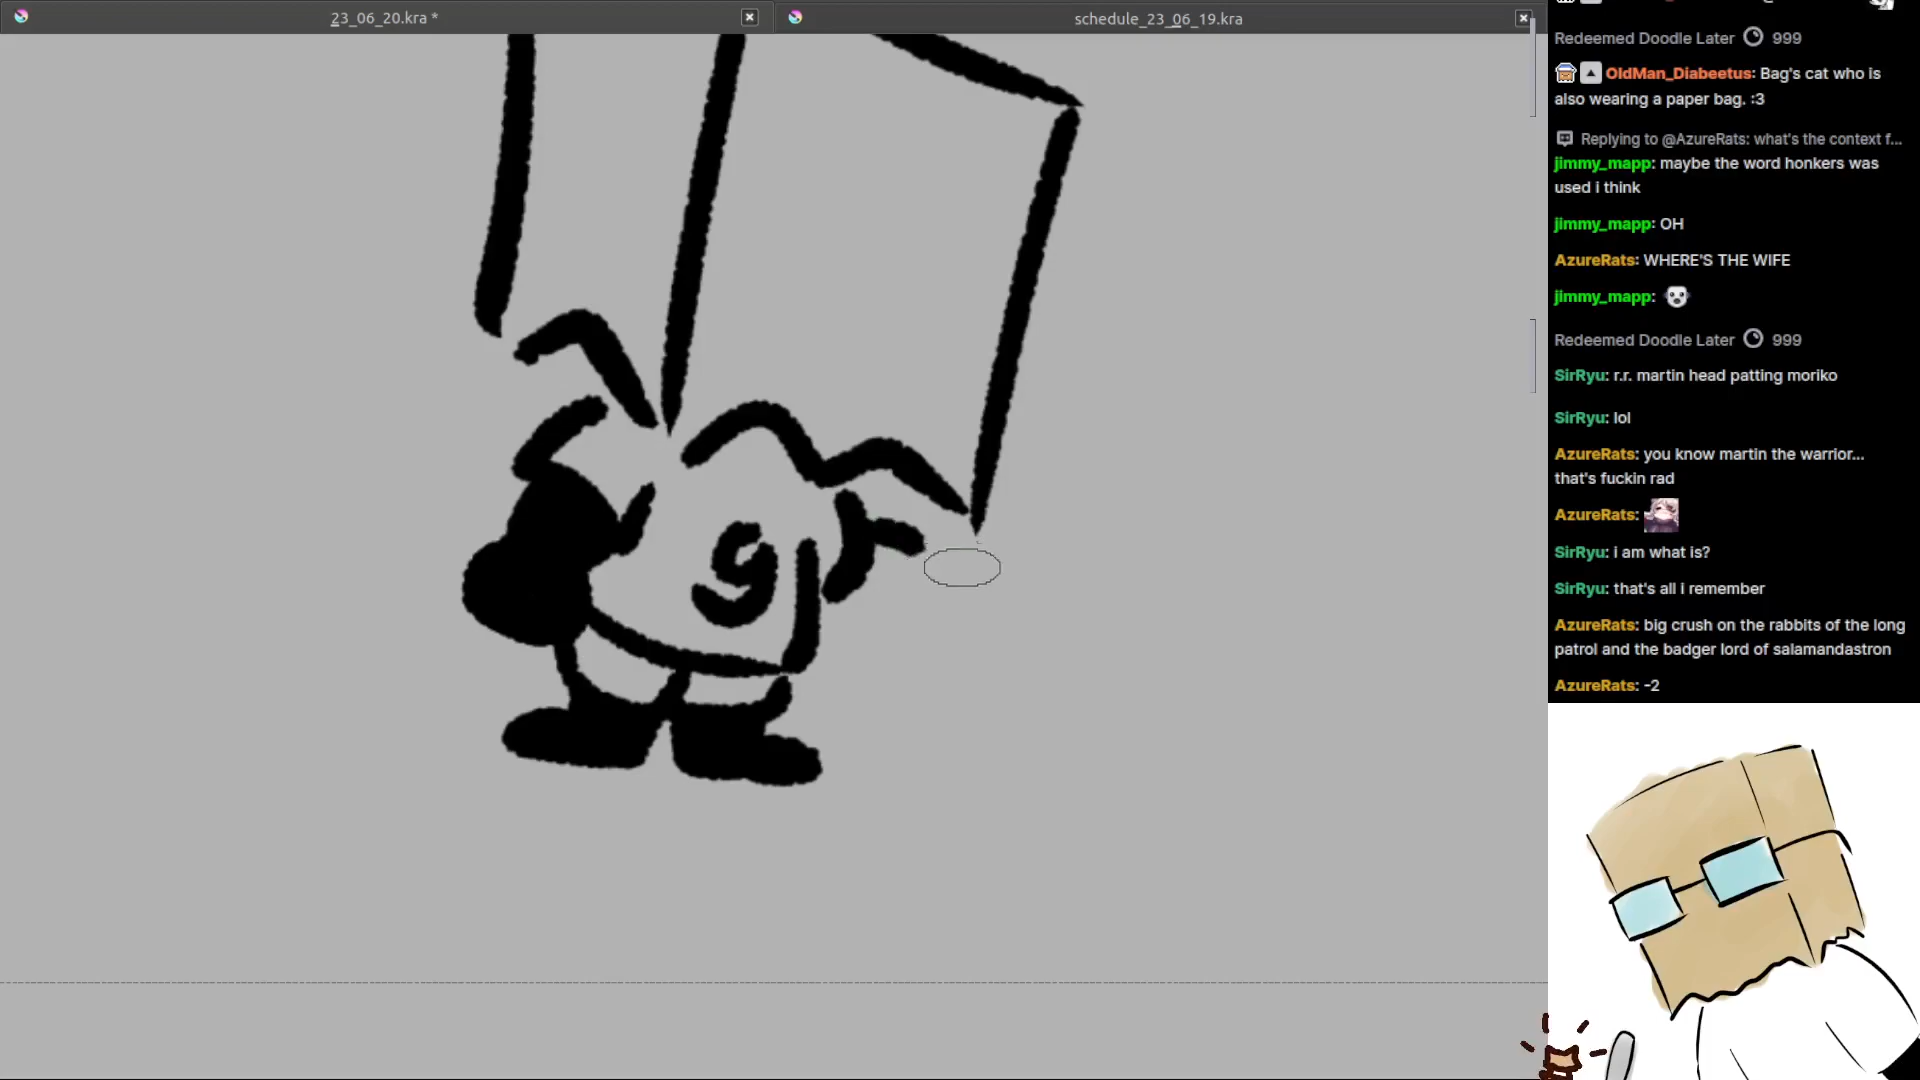 23_06_20.kra *
schedule_23_06_19.kra
9
Redeemed Doodle Later 999
OldMan_Diabeetus: Bag's cat who is
also wearing a paper bag. :3
Replying to @AzureRats: what's the context f...
jimmy_mapp: maybe the word honkers was
used i think
jimmy_mapp: OH
AzureRats: WHERE'S THE WIFE
jimmy_mapp:
Redeemed Doodle Later 999
SirRyu: r.r. martin head patting moriko
SirRyu: lol
AzureRats: you know martin the warrior...
that's fuckin rad
AzureRats:
SirRyu: i am what is?
SirRyu: that's all i remember
AzureRats: big crush on the rabbits of the long
patrol and the badger lord of salamandastron
AzureRats: -2